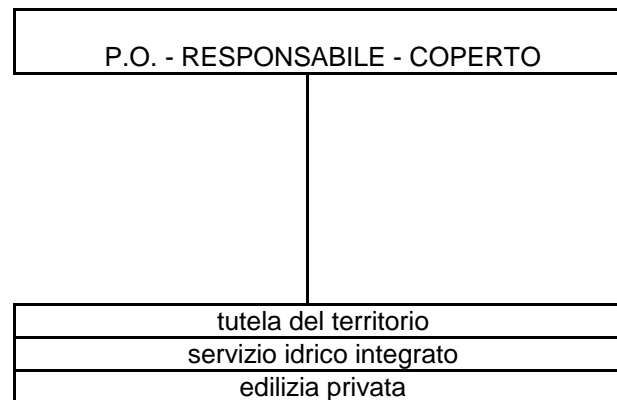 P.O. - RESPONSABILE - COPERTO
tutela del territorio
servizio idrico integrato
edilizia privata